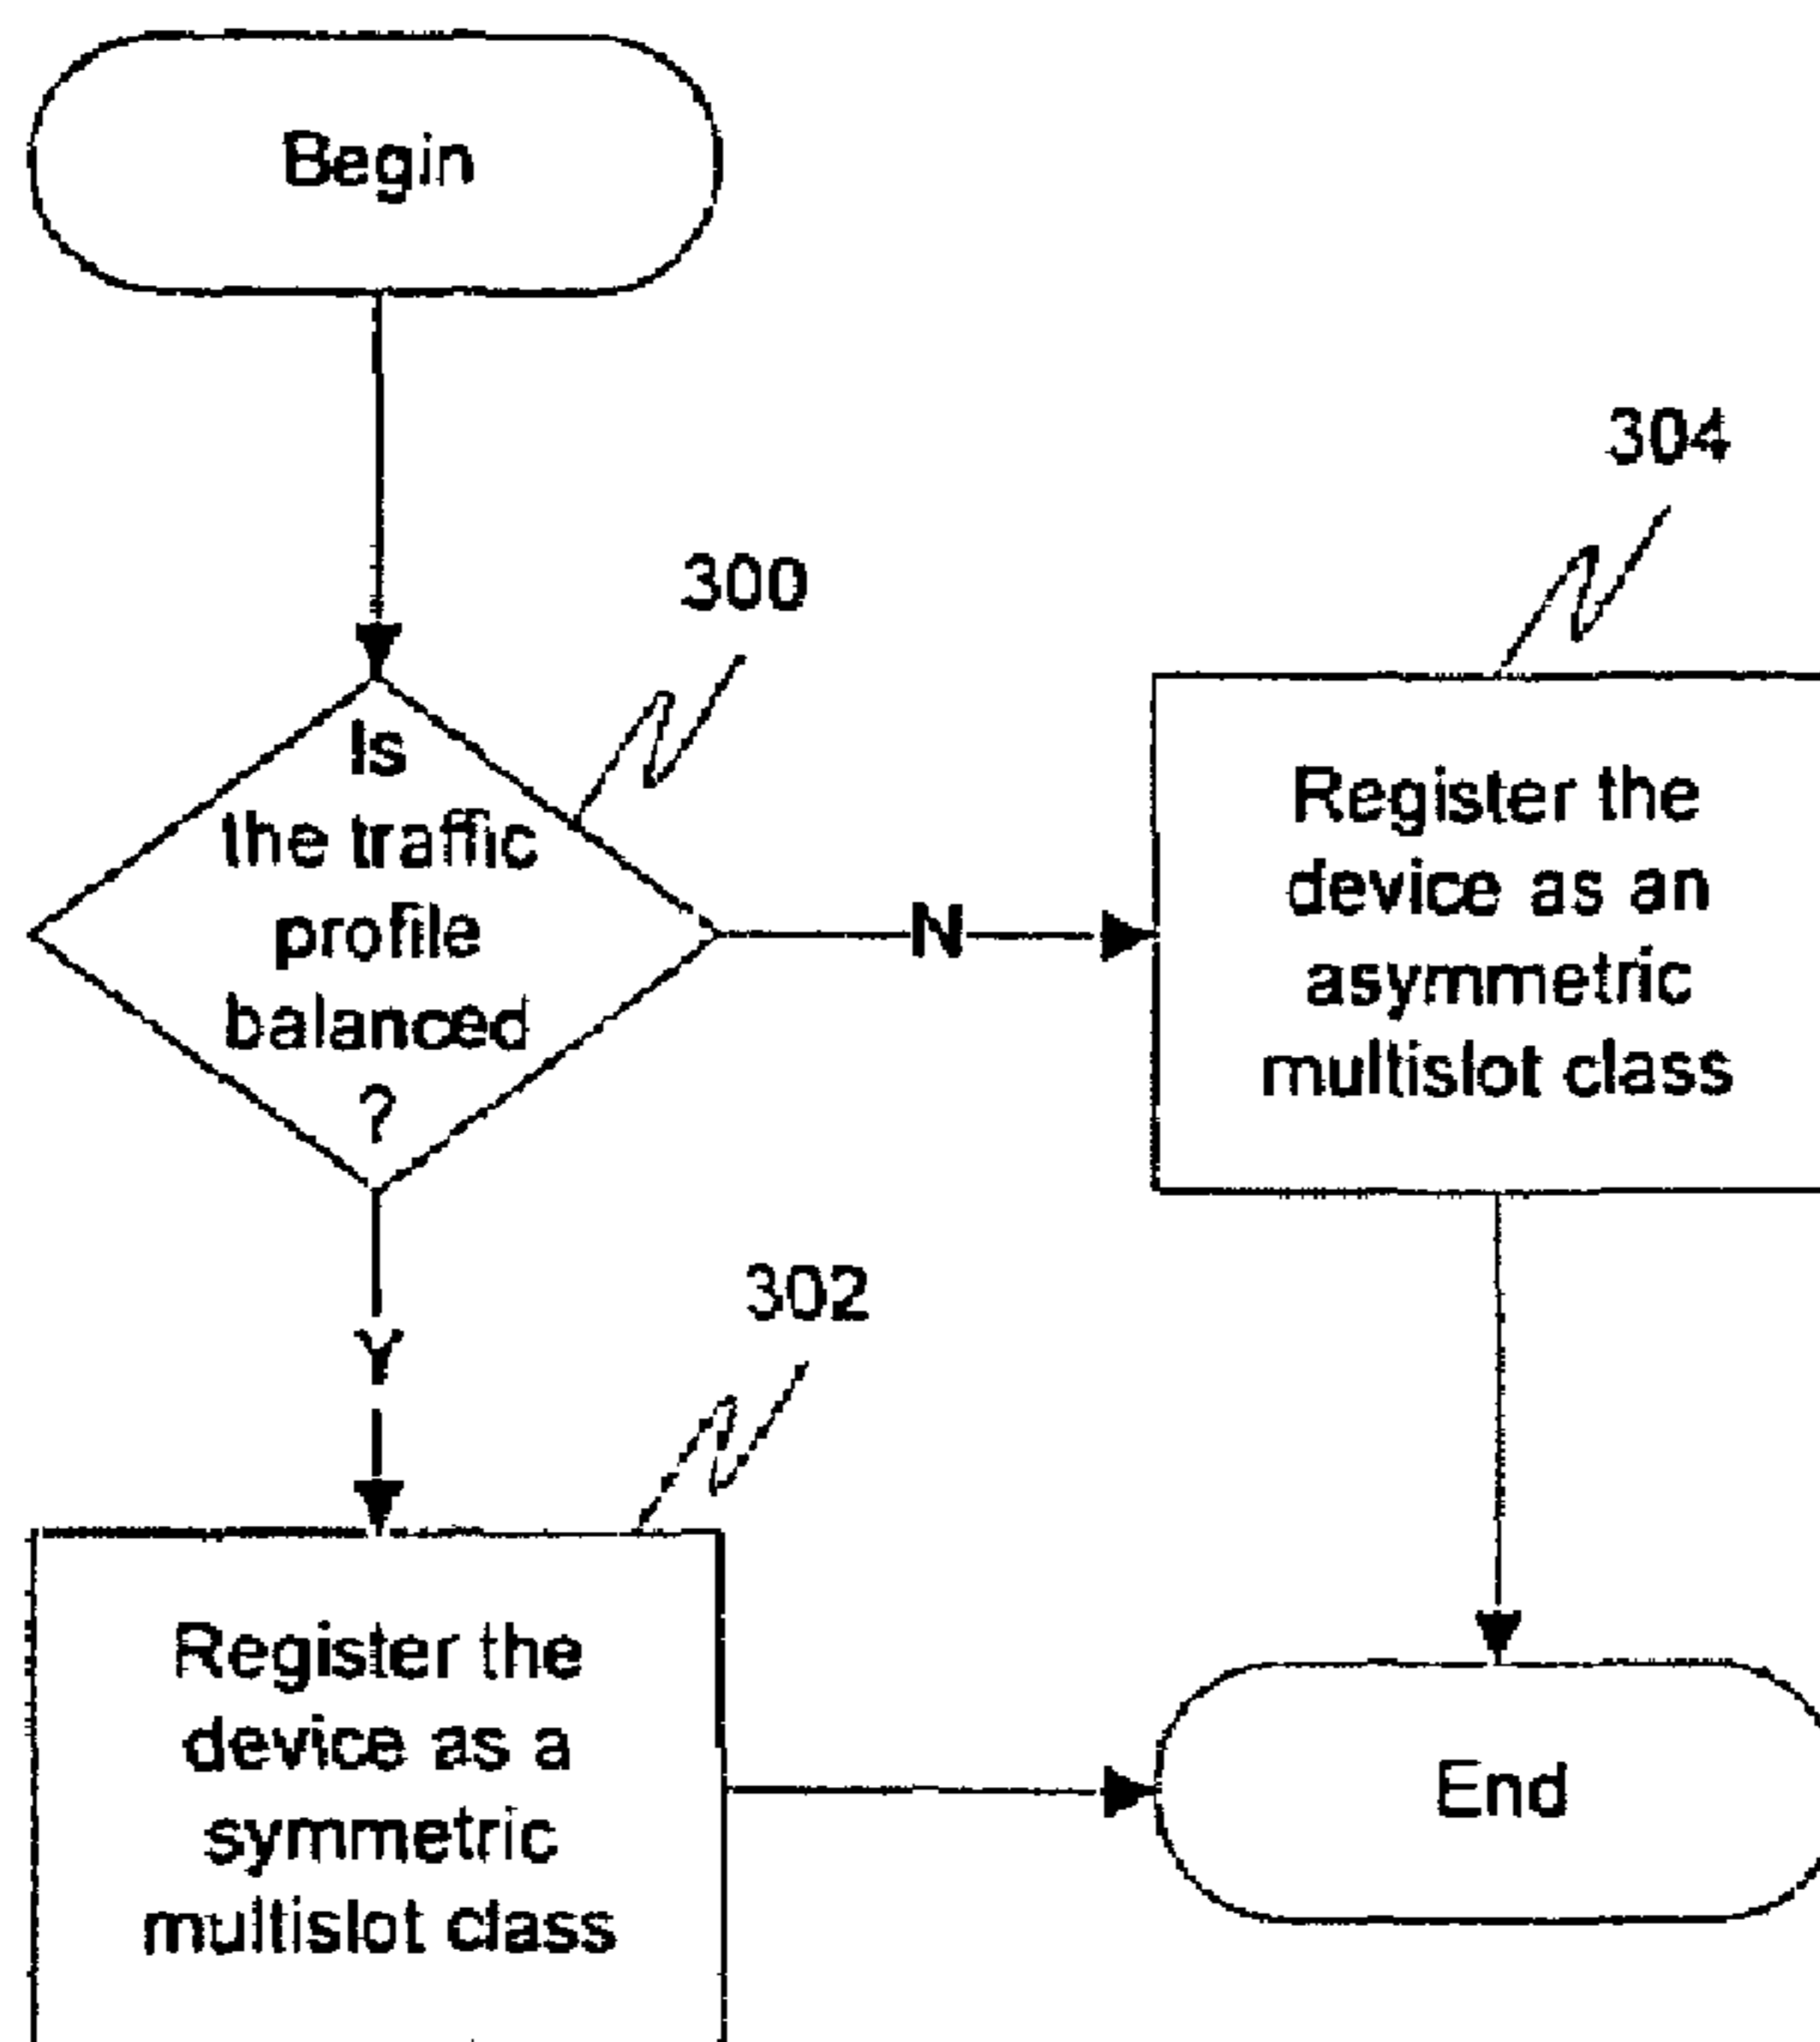 Begin
300
Is
the traffic
profile
balanced
?
N
304
Register the
device as an
asymmetric
multislot class
Y
302
Register the
device as a
symmetric
multislot class
End